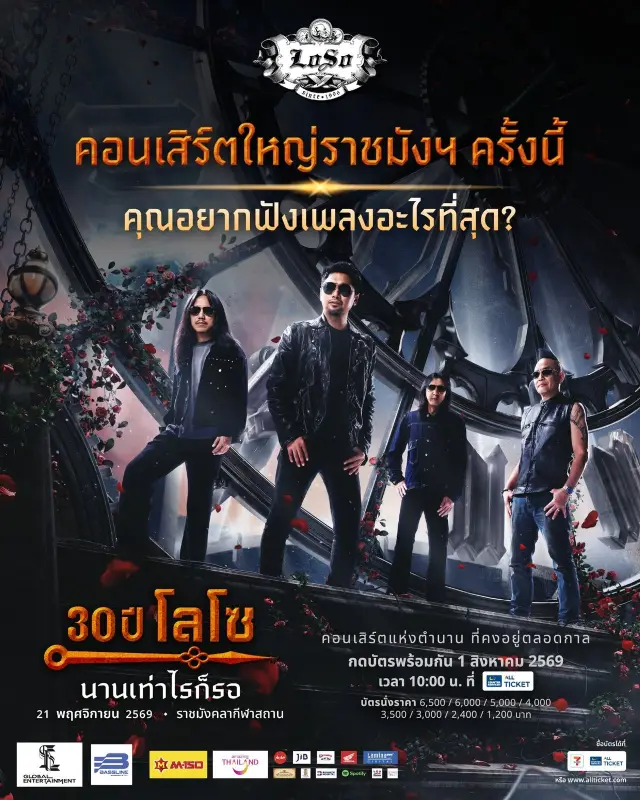 LoSo
SINCE 1996
คอนเสิร์ตใหญ่ราชมังฯ ครั้งนี้
คุณอยากฟังเพลงอะไรที่สุด?
30 ปี โลโซ
นานเท่าไรก็รอ
21 พฤศจิกายน 2569 • ราชมังคลากีฬาสถาน
คอนเสิร์ตแห่งตำนาน ที่คงอยู่ตลอดกาล
กดบัตรพร้อมกัน 1 สิงหาคม 2569
เวลา 10:00 น. ที่ ALL TICKET
บัตรนั่งราคา 6,500 / 6,000 / 5,000 / 4,000
3,500 / 3,000 / 2,400 / 1,200 บาท
GLOBAL ENTERTAINMENT
BASSLINE
M-150
amazing THAILAND
JIB
HONDA
Spotify
ซื้อบัตรได้ที่
ALL TICKET
หรือ www.allticket.com